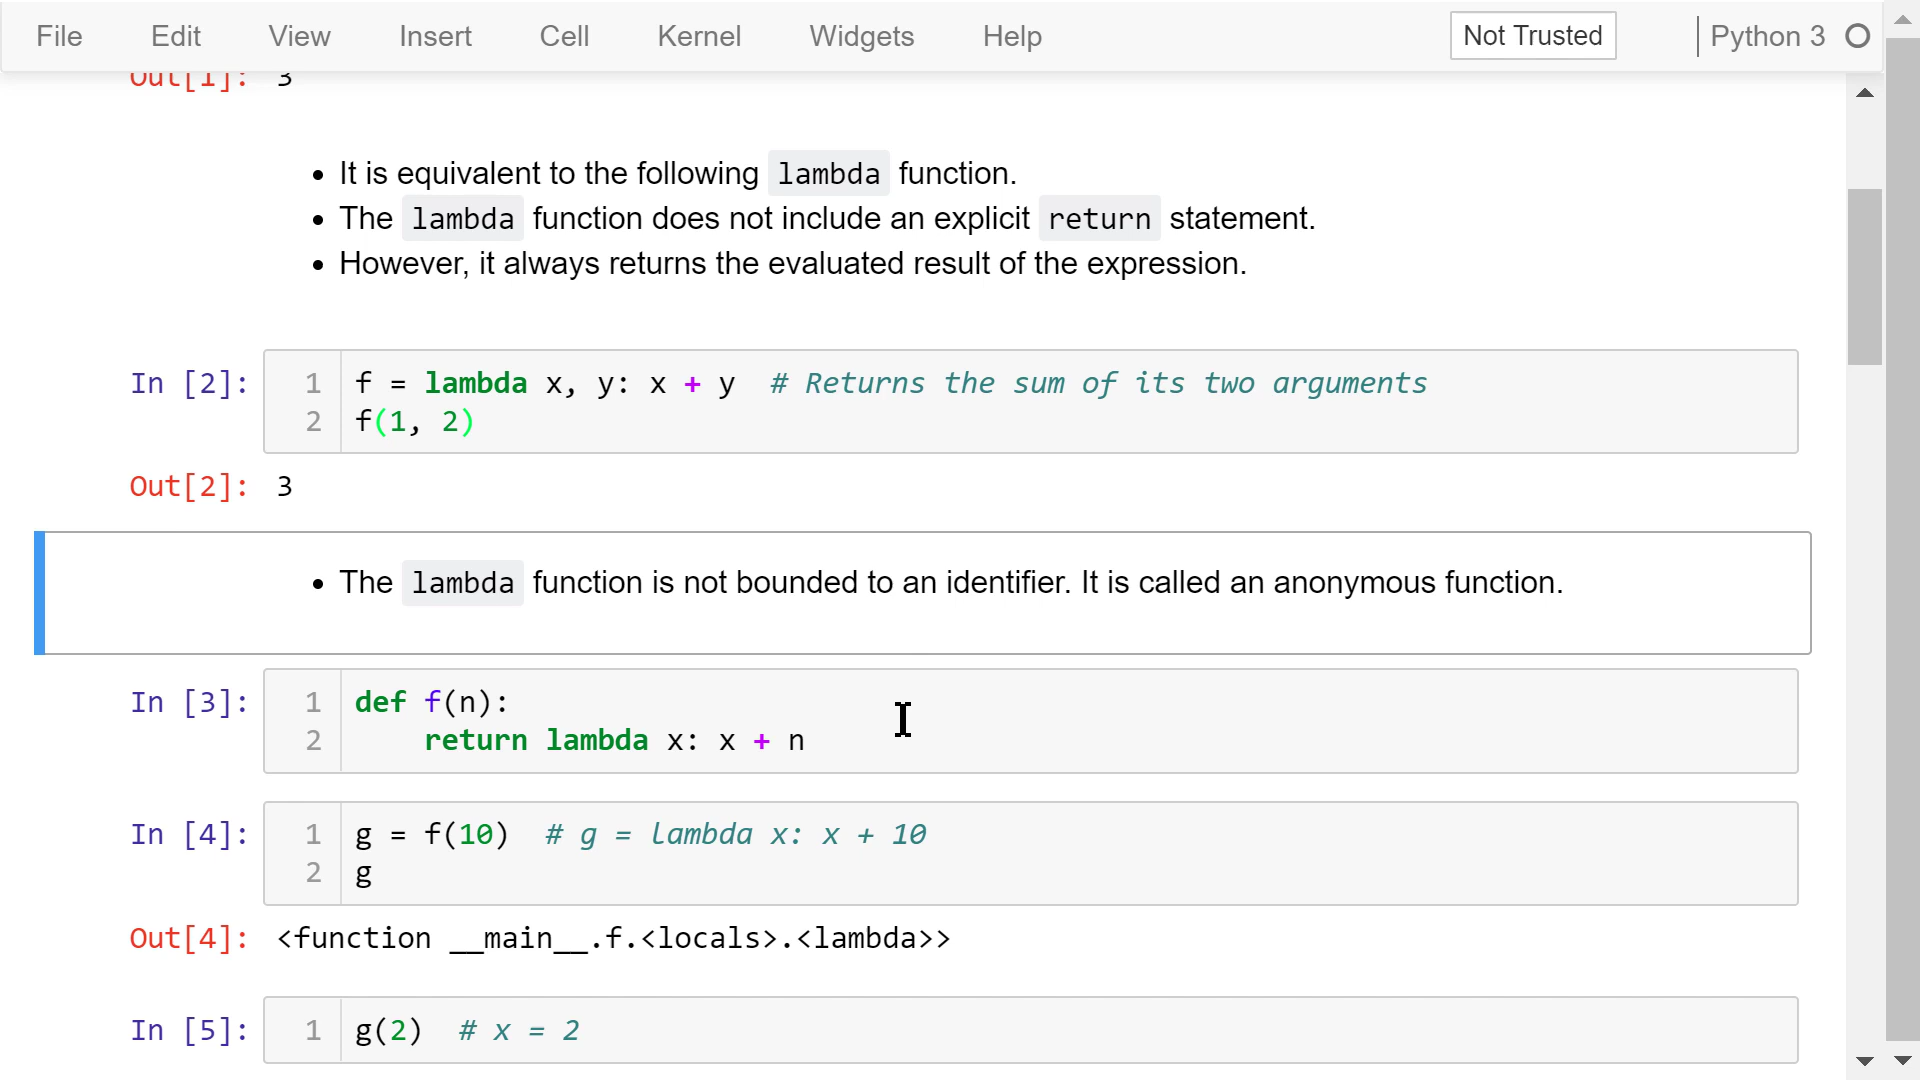 File Edit View Insert Cell Kernel Widgets Help Not Trusted Python 3
Out[1]: 3
• It is equivalent to the following lambda function.
• The lambda function does not include an explicit return statement.
• However, it always returns the evaluated result of the expression.
In [2]: 1 f = lambda x, y: x + y  # Returns the sum of its two arguments
2 f(1, 2)
Out[2]: 3
• The lambda function is not bounded to an identifier. It is called an anonymous function.
In [3]: 1 def f(n):
2     return lambda x: x + n
In [4]: 1 g = f(10)  # g = lambda x: x + 10
2 g
Out[4]: <function __main__.f.<locals>.<lambda>>
In [5]: 1 g(2)  # x = 2